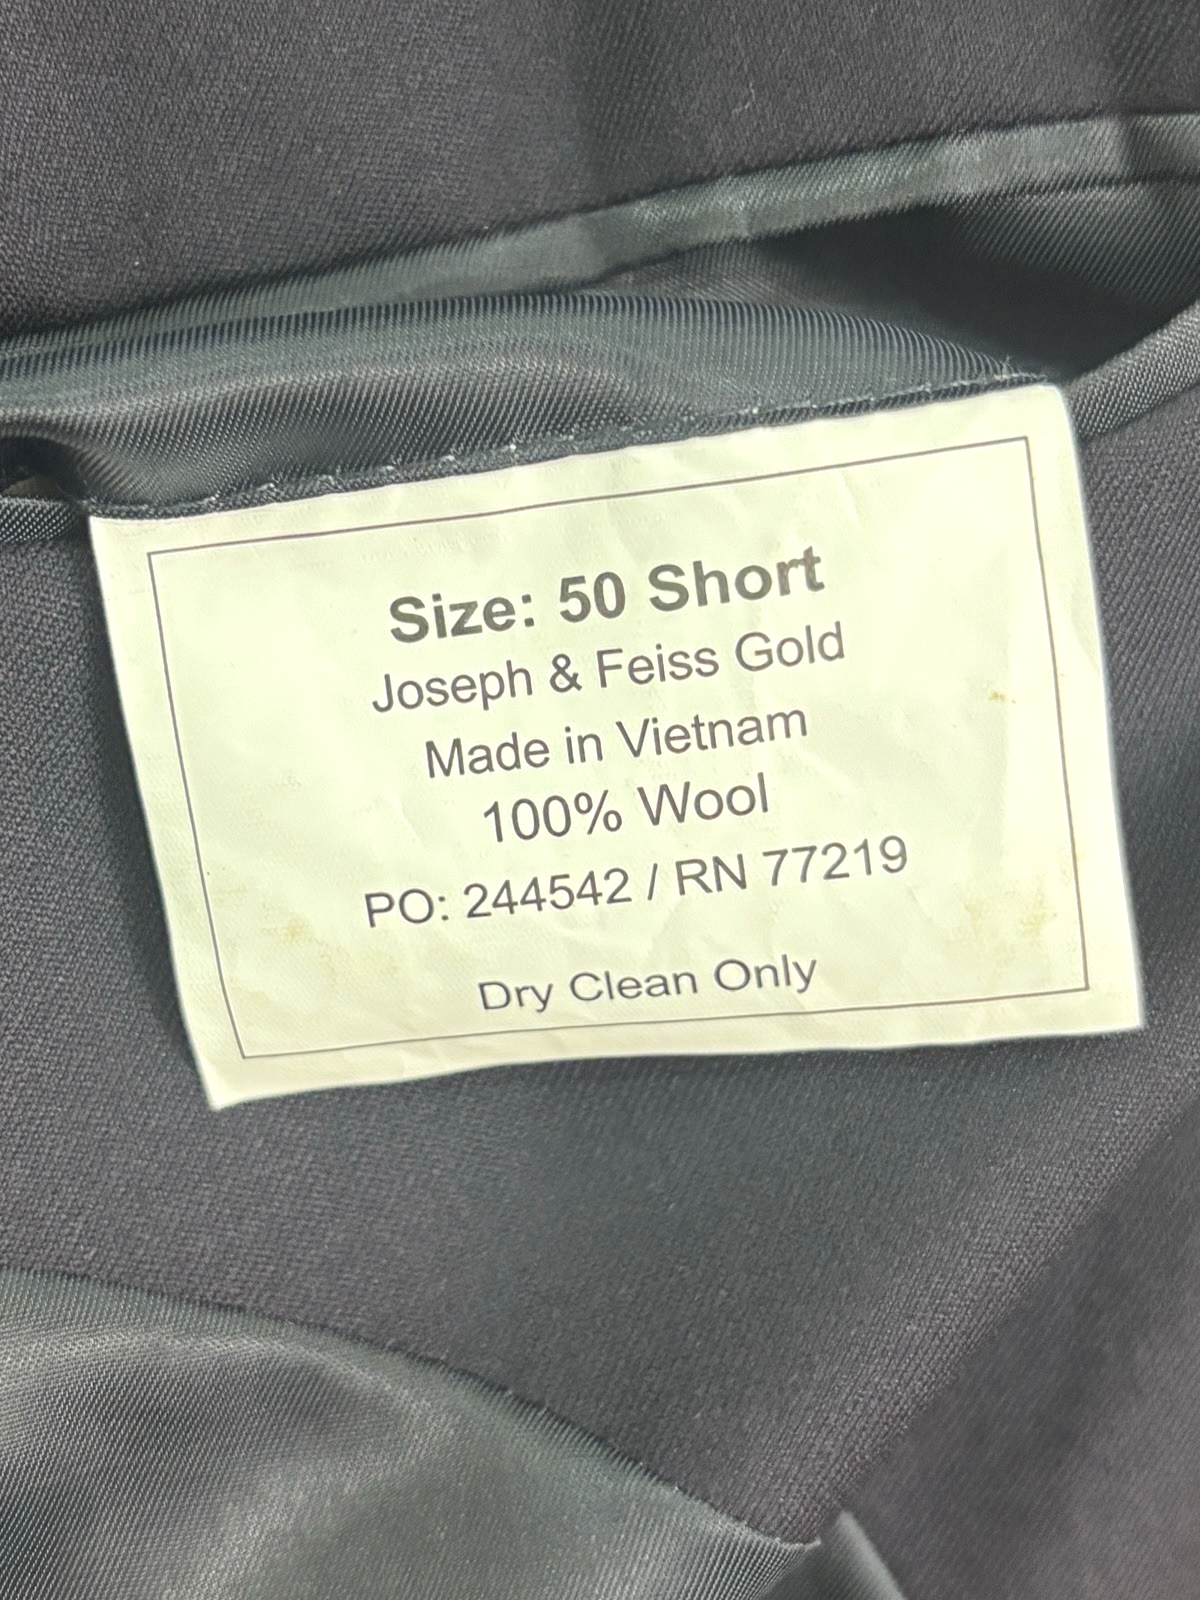 Size: 50 Short
Joseph & Feiss Gold
Made in Vietnam
100% Wool
PO: 244542 / RN 77219
Dry Clean Only